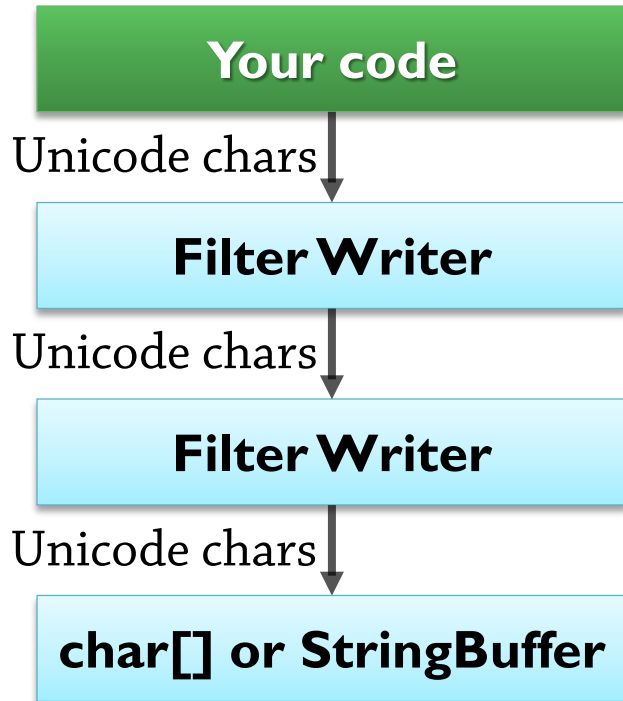 Your code
Unicode chars
Filter Writer
Unicode chars
Filter Writer
Unicode chars
char[] or StringBuffer